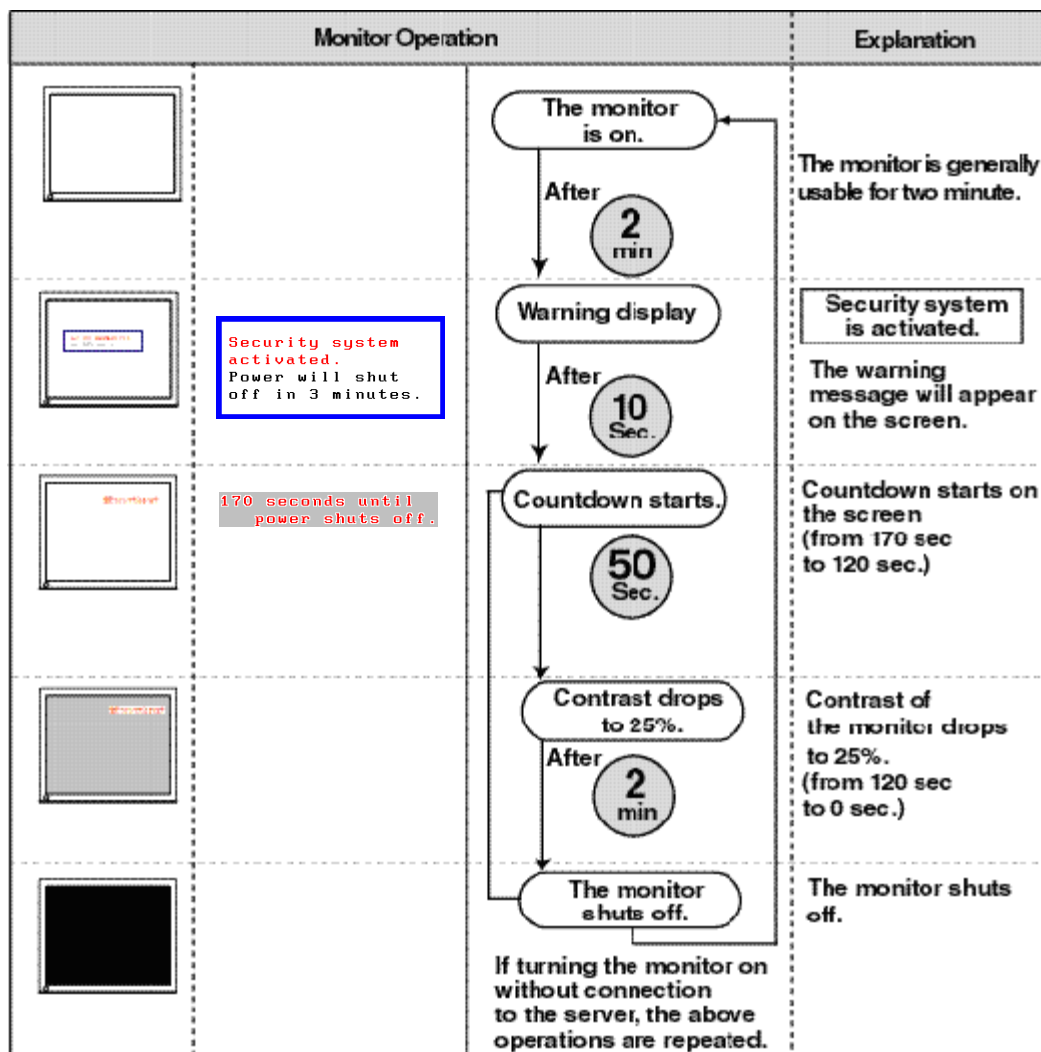 Monitor Operation
Explanation
The monitor
is on.
After
2
min
The monitor is generally
usable for two minute.
Security system
activated.
Power will shut
off in 3 minutes.
Warning display
After
10
Sec.
Security system
is activated.
The warning
message will appear
on the screen.
170 seconds until
power shuts off.
Countdown starts.
50
Sec.
Countdown starts on
the screen
(from 170 sec
to 120 sec.)
Contrast drops
to 25%.
After
2
min
Contrast of
the monitor drops
to 25%.
(from 120 sec
to 0 sec.)
The monitor
shuts off.
The monitor shuts
off.
If turning the monitor on
without connection
to the server, the above
operations are repeated.